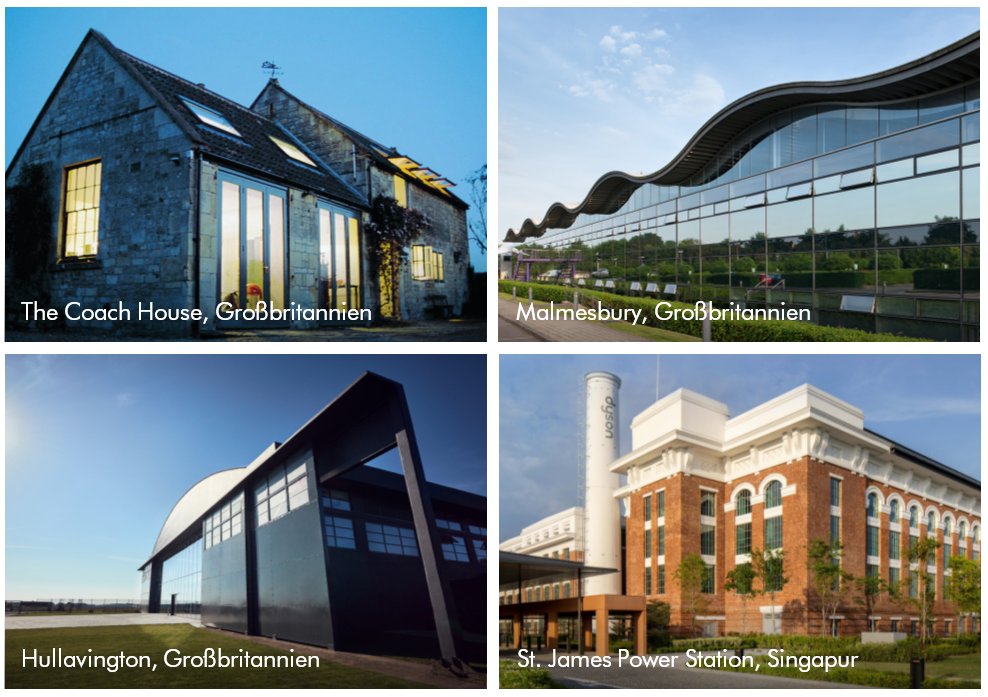 The Coach House, Großbritannien
Malmesbury, Großbritannien
dyson
Hullavington, Großbritannien
St. James Power Station, Singapur